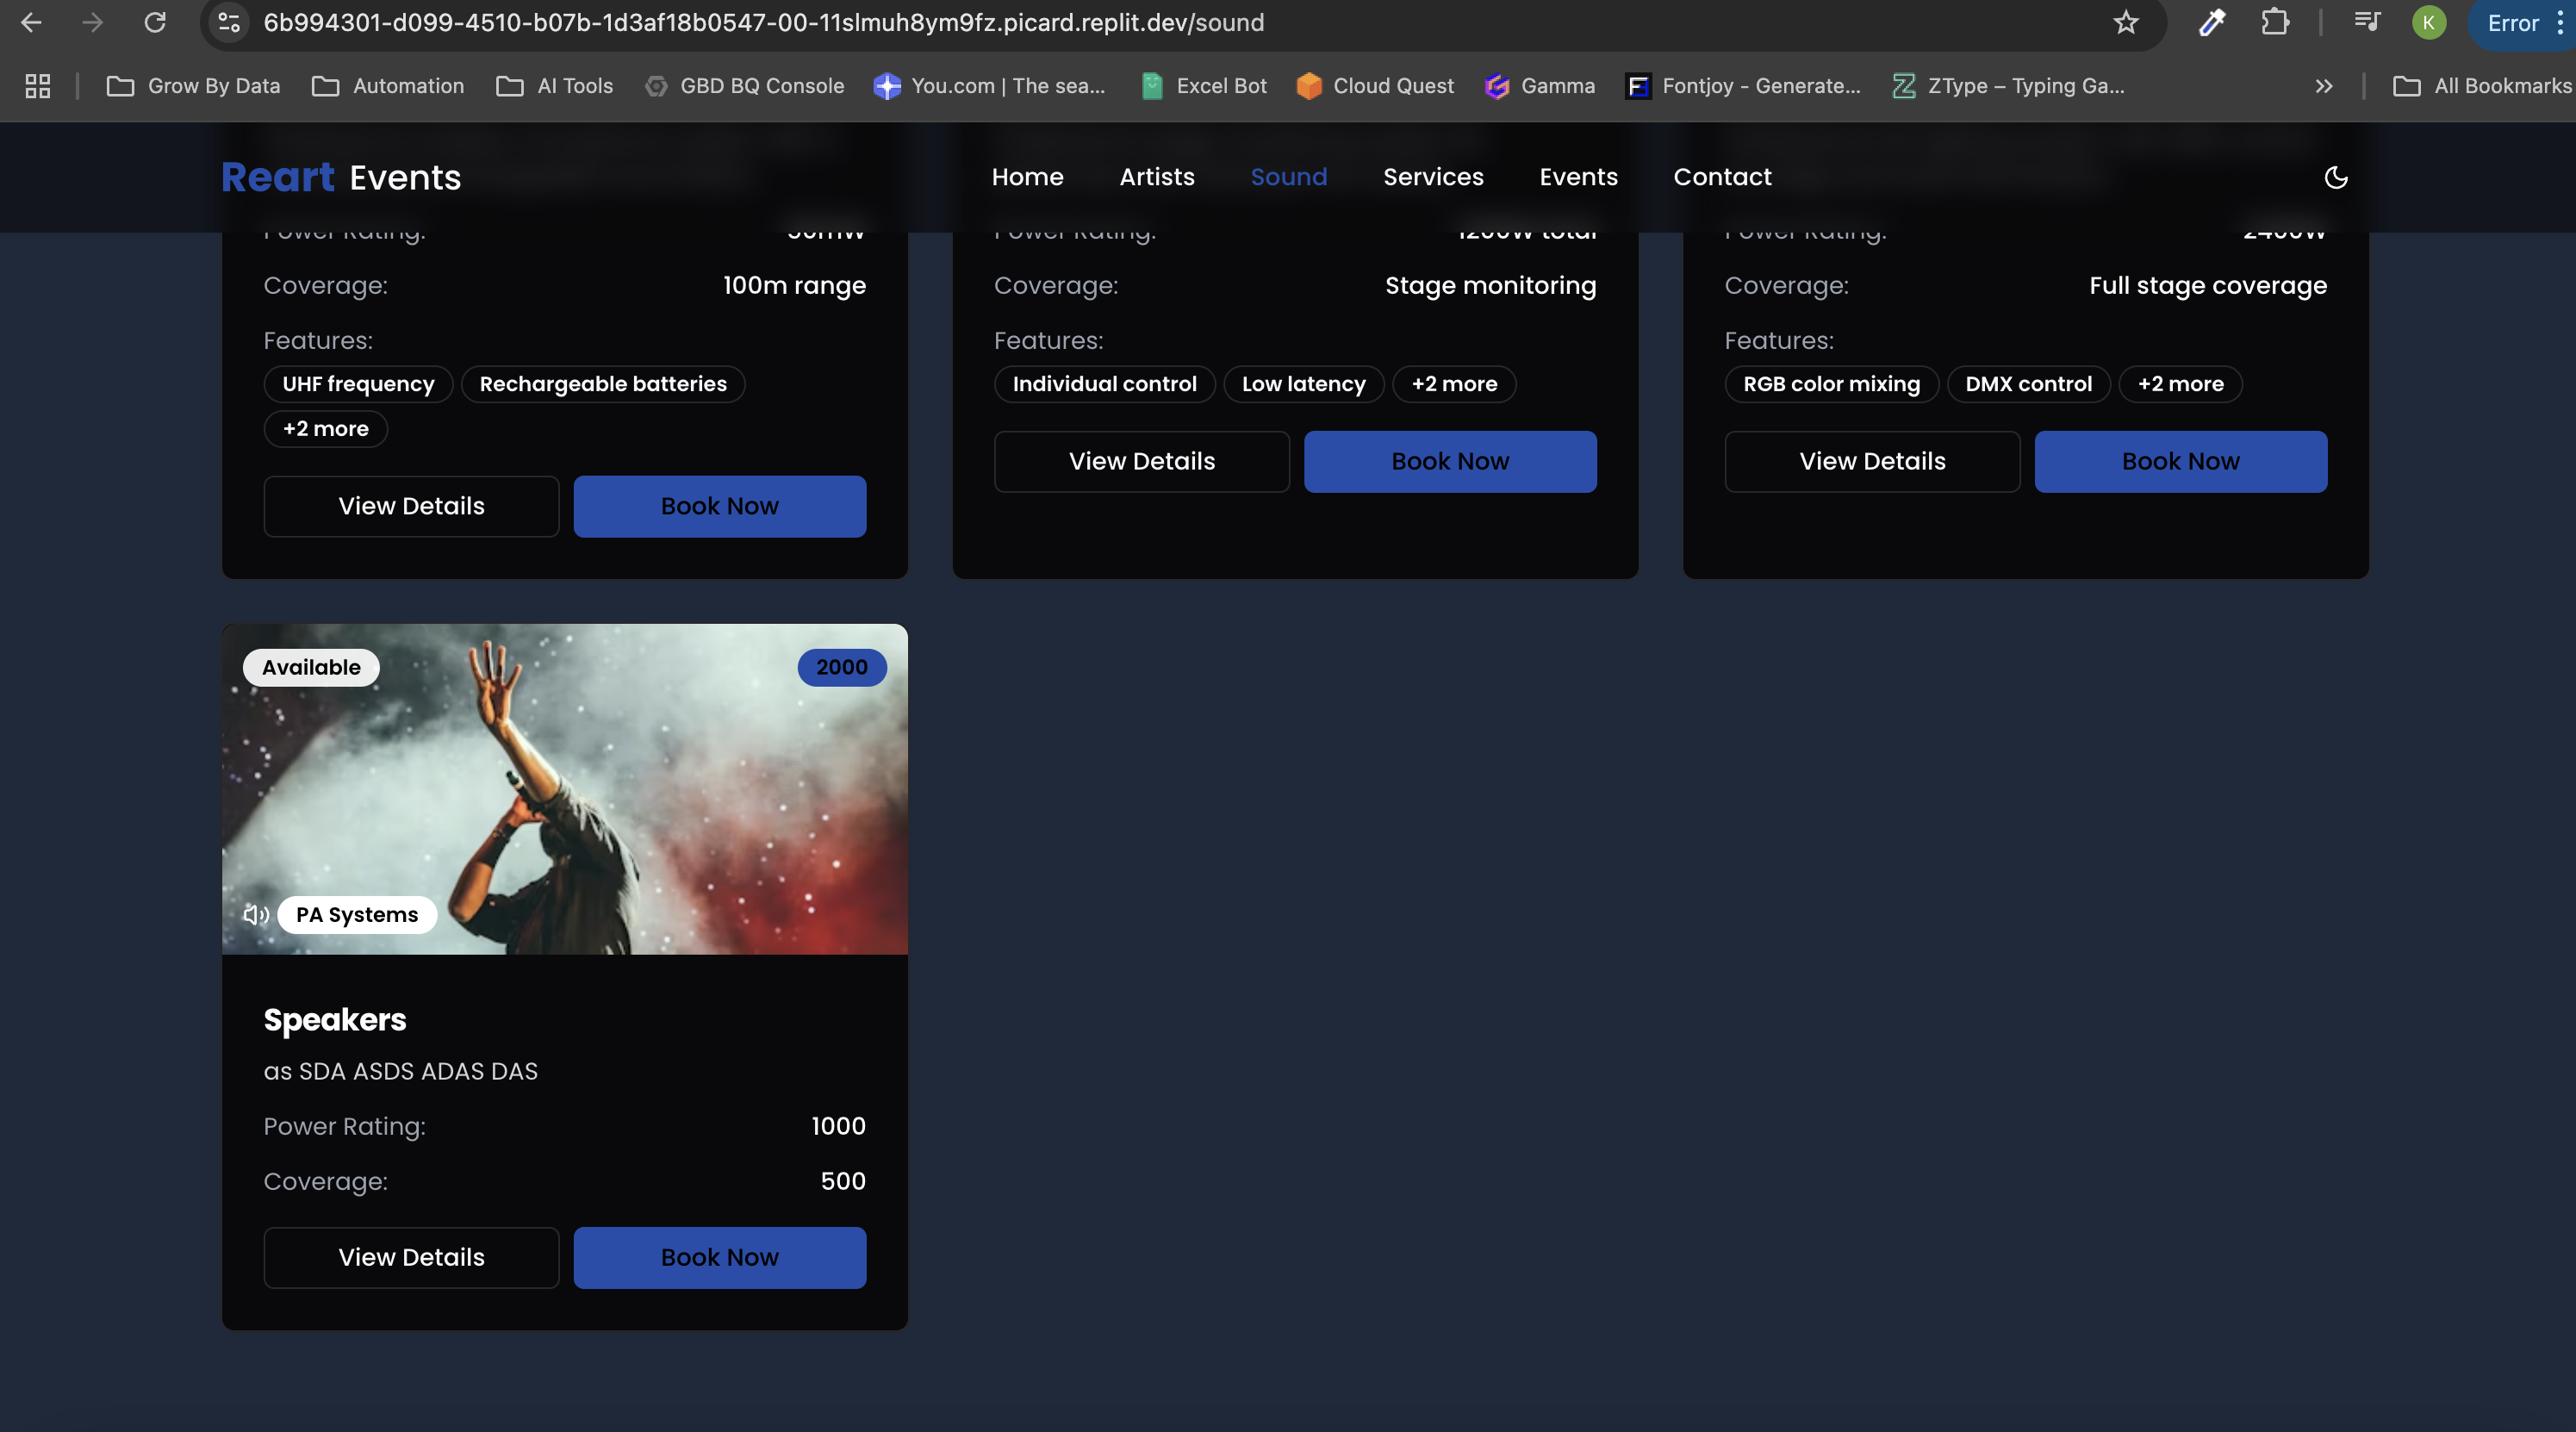 6b994301-d099-4510-b07b-1d3af18b0547-00-11slmuh8ym9fz.picard.replit.dev/sound
K
Error
Grow By Data
Automation
AI Tools
GBD BQ Console
You.com | The sea...
Excel Bot
Cloud Quest
Gamma
Fontjoy - Generate...
ZType – Typing Ga...
All Bookmarks
Reart Events
Home
Artists
Sound
Services
Events
Contact
Power Rating: 50mW
Power Rating: 1200W total
Power Rating: 2400W
Coverage: 100m range
Coverage: Stage monitoring
Coverage: Full stage coverage
Features:
Features:
Features:
UHF frequency
Rechargeable batteries
+2 more
Individual control
Low latency
+2 more
RGB color mixing
DMX control
+2 more
View Details
Book Now
View Details
Book Now
View Details
Book Now
Available
2000
PA Systems
Speakers
as SDA ASDS ADAS DAS
Power Rating: 1000
Coverage: 500
View Details
Book Now